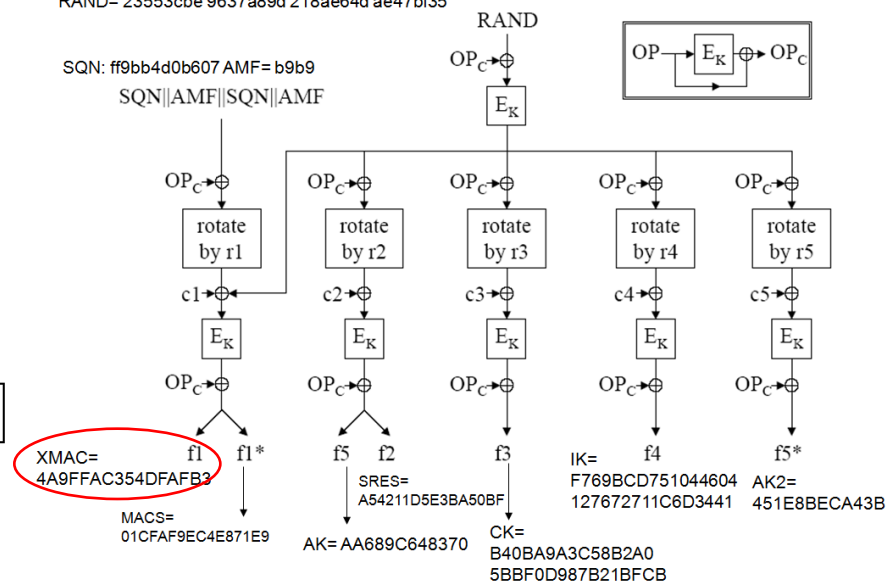 RAND= 23553cbe 9637a89d 218ae64d ae47bf35
RAND
SQN: ff9bb4d0b607 AMF= b9b9
SQN||AMF||SQN||AMF
OPC
EK
OP
EK
OPC
OPC
OPC
OPC
OPC
OPC
rotate
by r1
rotate
by r2
rotate
by r3
rotate
by r4
rotate
by r5
c1
c2
c3
c4
c5
EK
EK
EK
EK
EK
OPC
OPC
OPC
OPC
OPC
f1
f1*
f5
f2
f3
f4
f5*
XMAC=
4A9FFAC354DFAFB3
MACS=
01CFAF9EC4E871E9
SRES=
A54211D5E3BA50BF
AK= AA689C648370
CK=
B40BA9A3C58B2A0
5BBF0D987B21BFCB
IK=
F769BCD751044604
127672711C6D3441
AK2=
451E8BECA43B